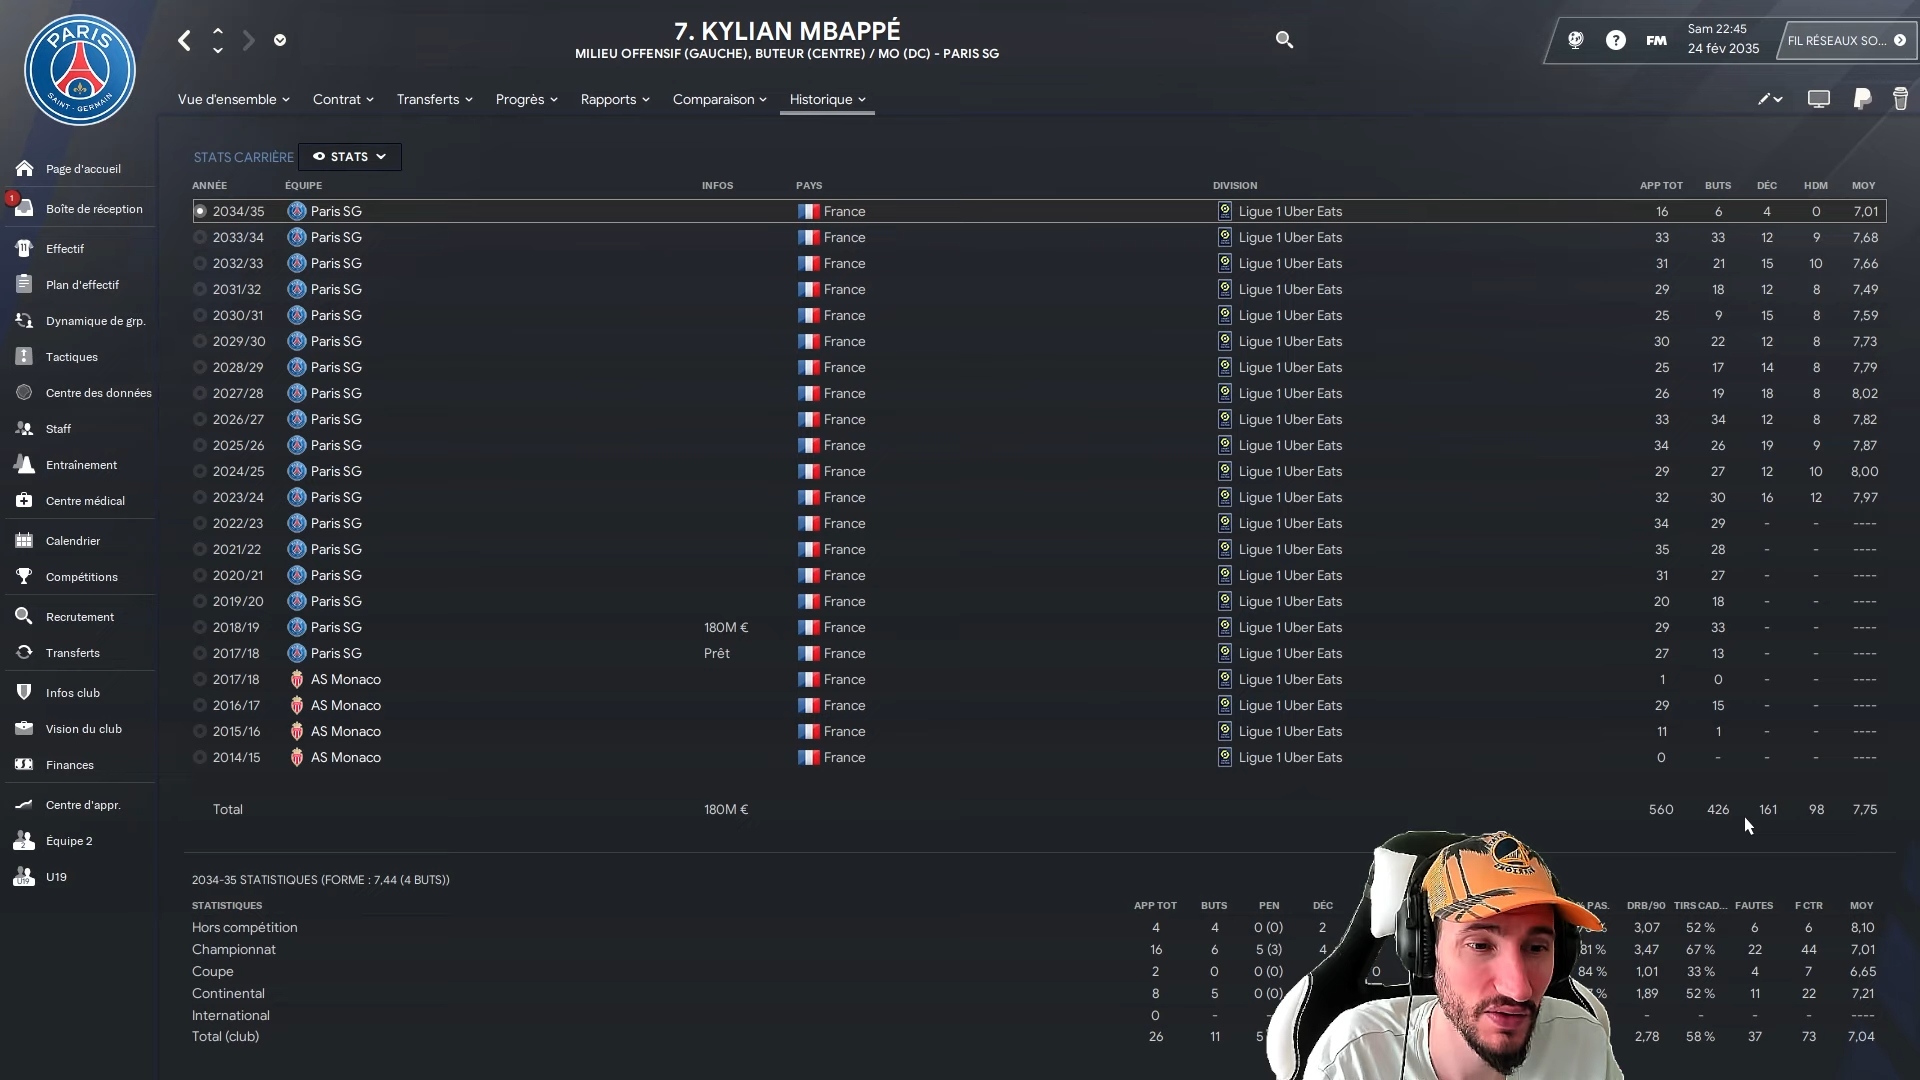 PARIS
SAINT-GERMAIN
7. KYLIAN MBAPPÉ
MILIEU OFFENSIF (GAUCHE), BUTEUR (CENTRE) / MO (DC) - PARIS SG
FM
Sam 22:45
24 fév 2035
FIL RÉSEAUX SO...
Vue d'ensemble Contrat Transferts Progrès Rapports Comparaison Historique
1
Page d'accueil
Boîte de réception
Effectif
Plan d'effectif
Dynamique de grp.
Tactiques
Centre des données
Staff
Entraînement
Centre médical
Calendrier
Compétitions
Recrutement
Transferts
Infos club
Vision du club
Finances
Centre d'appr.
Équipe 2
U19
STATS CARRIÈRE STATS
ANNÉE ÉQUIPE INFOS PAYS DIVISION APP TOT BUTS DÉC HDM MOY
2034/35 Paris SG France Ligue 1 Uber Eats 16 6 4 0 7,01
2033/34 Paris SG France Ligue 1 Uber Eats 33 33 12 9 7,68
2032/33 Paris SG France Ligue 1 Uber Eats 31 21 15 10 7,66
2031/32 Paris SG France Ligue 1 Uber Eats 29 18 12 8 7,49
2030/31 Paris SG France Ligue 1 Uber Eats 25 9 15 8 7,59
2029/30 Paris SG France Ligue 1 Uber Eats 30 22 12 8 7,73
2028/29 Paris SG France Ligue 1 Uber Eats 25 17 14 8 7,79
2027/28 Paris SG France Ligue 1 Uber Eats 26 19 18 8 8,02
2026/27 Paris SG France Ligue 1 Uber Eats 33 34 12 8 7,82
2025/26 Paris SG France Ligue 1 Uber Eats 34 26 19 9 7,87
2024/25 Paris SG France Ligue 1 Uber Eats 29 27 12 10 8,00
2023/24 Paris SG France Ligue 1 Uber Eats 32 30 16 12 7,97
2022/23 Paris SG France Ligue 1 Uber Eats 34 29 - - ----
2021/22 Paris SG France Ligue 1 Uber Eats 35 28 - - ----
2020/21 Paris SG France Ligue 1 Uber Eats 31 27 - - ----
2019/20 Paris SG France Ligue 1 Uber Eats 20 18 - - ----
2018/19 Paris SG 180M € France Ligue 1 Uber Eats 29 33 - - ----
2017/18 Paris SG Prêt France Ligue 1 Uber Eats 27 13 - - ----
2017/18 AS Monaco France Ligue 1 Uber Eats 1 0 - - ----
2016/17 AS Monaco France Ligue 1 Uber Eats 29 15 - - ----
2015/16 AS Monaco France Ligue 1 Uber Eats 11 1 - - ----
2014/15 AS Monaco France Ligue 1 Uber Eats 0 - - - ----
Total 180M € 560 426 161 98 7,75
2034-35 STATISTIQUES (FORME : 7,44 (4 BUTS))
STATISTIQUES APP TOT BUTS PEN DÉC PAS. DRB/90 TIRS CAD... FAUTES F CTR MOY
Hors compétition 4 4 0 (0) 2 3,07 52 % 6 6 8,10
Championnat 16 6 5 (3) 4 81 % 3,47 67 % 22 44 7,01
Coupe 2 0 0 (0) 0 84 % 1,01 33 % 4 7 6,65
Continental 8 5 0 (0) % 1,89 52 % 11 22 7,21
International 0 - - - - - - ----
Total (club) 26 11 5 2,78 58 % 37 73 7,04